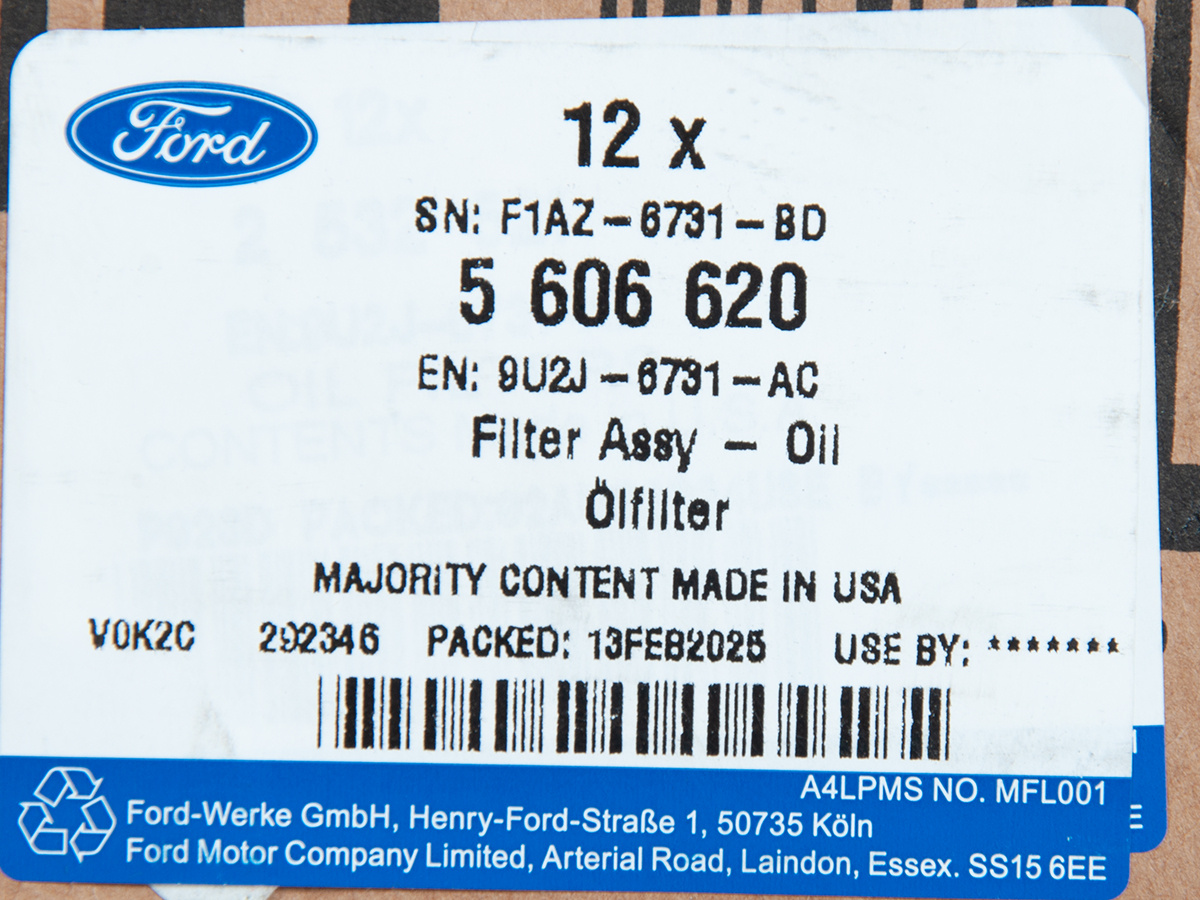 Ford
12 x
SN: F1AZ-6731-BD
5 606 620
EN: 9U2J-6731-AC
Filter Assy - Oil
Ölfilter
MAJORITY CONTENT MADE IN USA
V0K2C 292346 PACKED: 13FEB2025 USE BY: *******
A4LPMS NO. MFL001
Ford-Werke GmbH, Henry-Ford-Straße 1, 50735 Köln
Ford Motor Company Limited, Arterial Road, Laindon, Essex. SS15 6EE